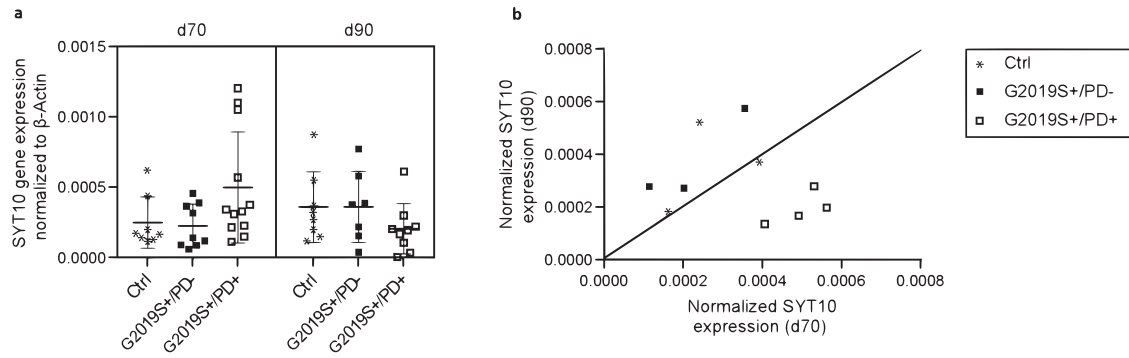 a
d70
d90
SYT10 gene expression
normalized to β-Actin
0.0015
0.0010
0.0005
0.0000
Ctrl
G2019S+/PD-
G2019S+/PD+
Ctrl
G2019S+/PD-
G2019S+/PD+
b
Normalized SYT10
expression (d90)
0.0008
0.0006
0.0004
0.0002
0.0000
0.0000
0.0002
0.0004
0.0006
0.0008
Normalized SYT10
expression (d70)
Ctrl
G2019S+/PD-
G2019S+/PD+